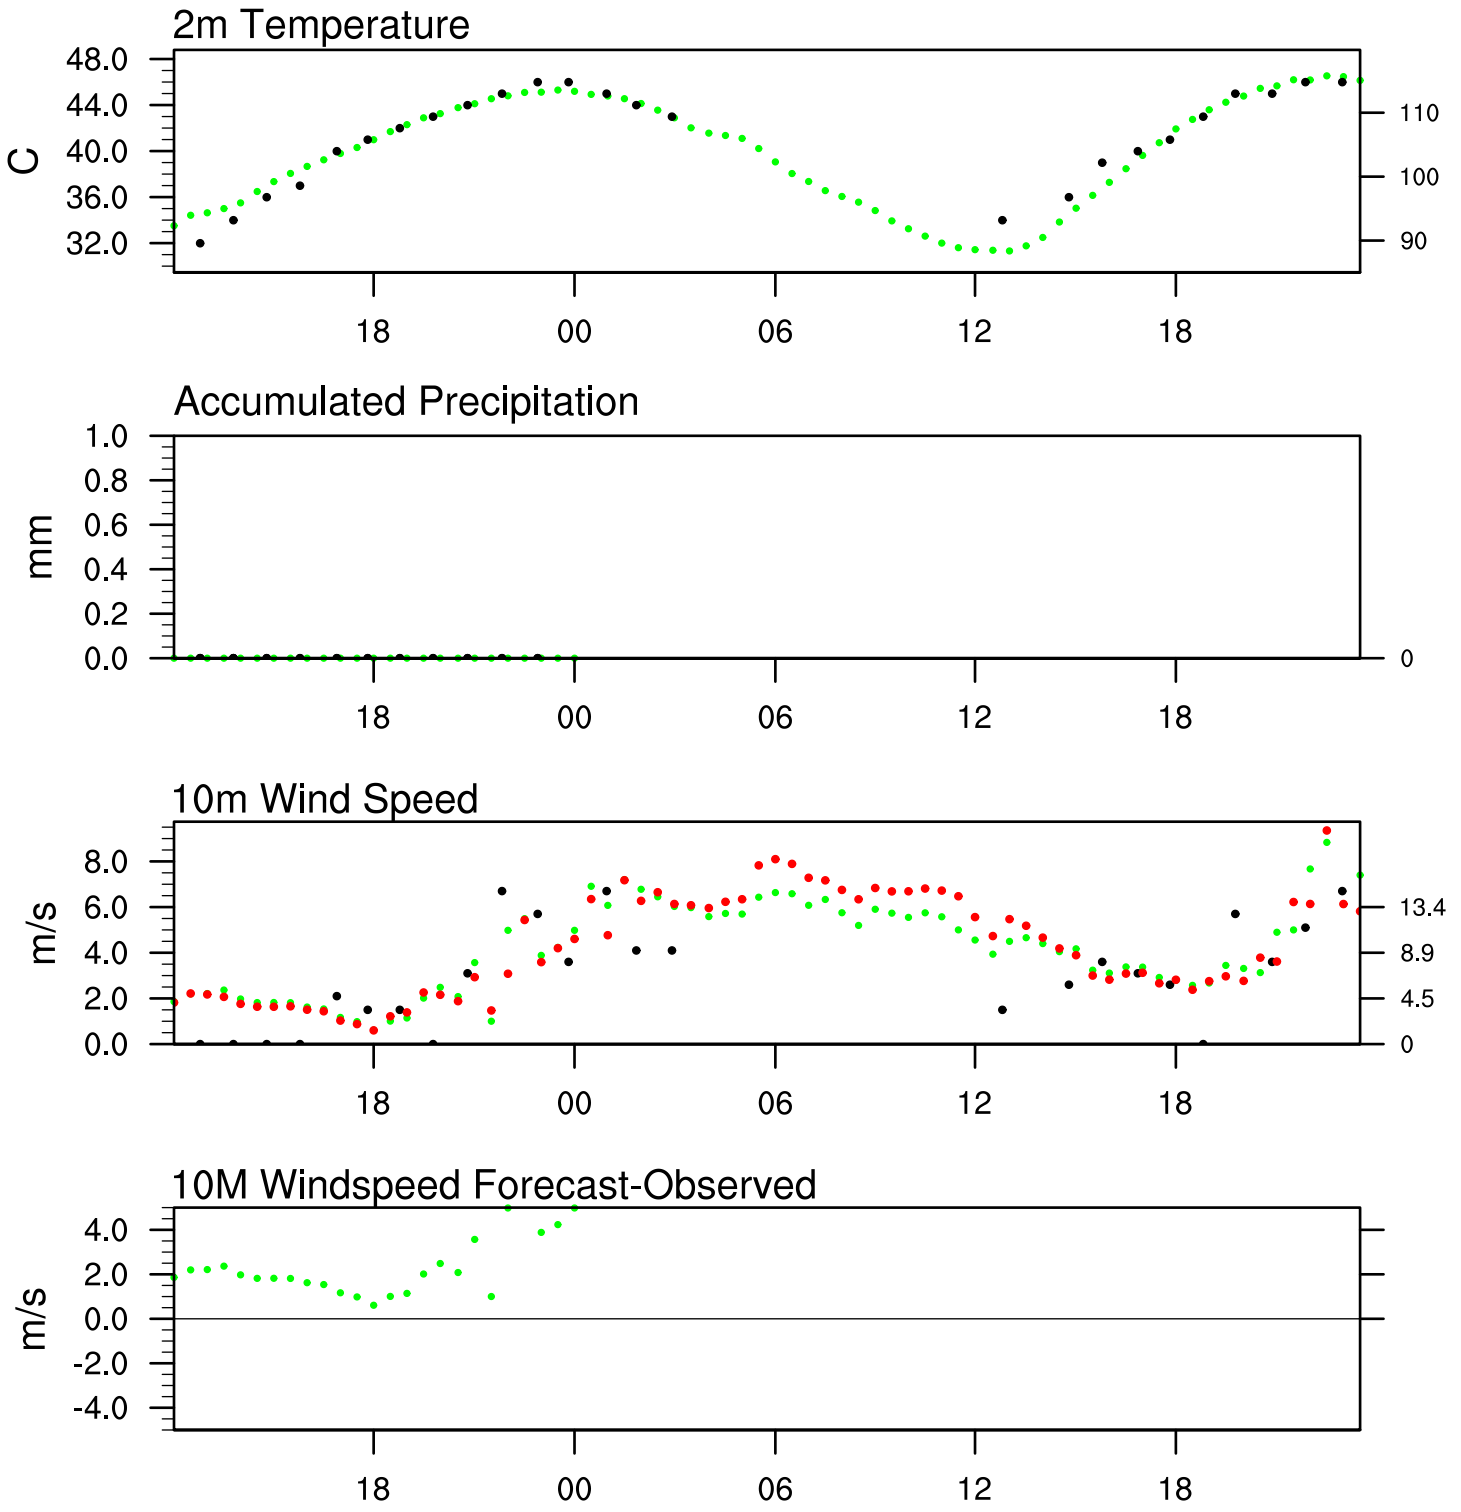 2m Temperature
48.0
44.0
40.0
36.0
32.0
C
110
100
90
18 00 06 12 18
Accumulated Precipitation
1.0
0.8
0.6
0.4
0.2
0.0
mm
0
18 00 06 12 18
10m Wind Speed
8.0
6.0
4.0
2.0
0.0
m/s
13.4
8.9
4.5
0
18 00 06 12 18
10M Windspeed Forecast-Observed
4.0
2.0
0.0
-2.0
-4.0
m/s
18 00 06 12 18